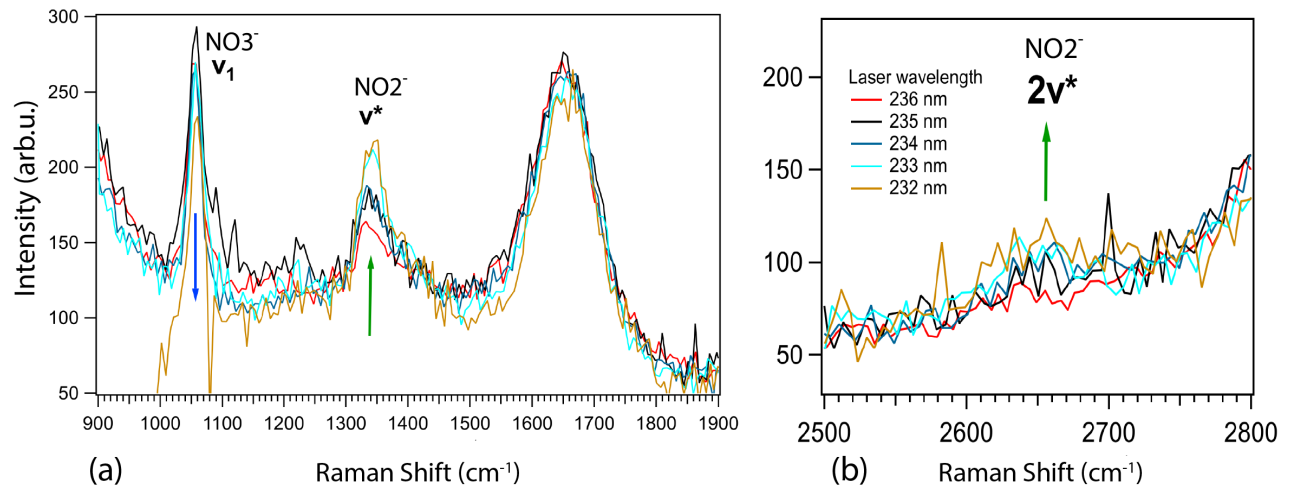 300
250
200
150
100
50
Intensity (arb.u.)
NO3⁻
ν₁
NO2⁻
ν*
900 1000 1100 1200 1300 1400 1500 1600 1700 1800 1900
(a)
Raman Shift (cm⁻¹)
200
150
100
50
NO2⁻
2ν*
Laser wavelength
236 nm
235 nm
234 nm
233 nm
232 nm
2500 2600 2700 2800
(b)
Raman Shift (cm⁻¹)